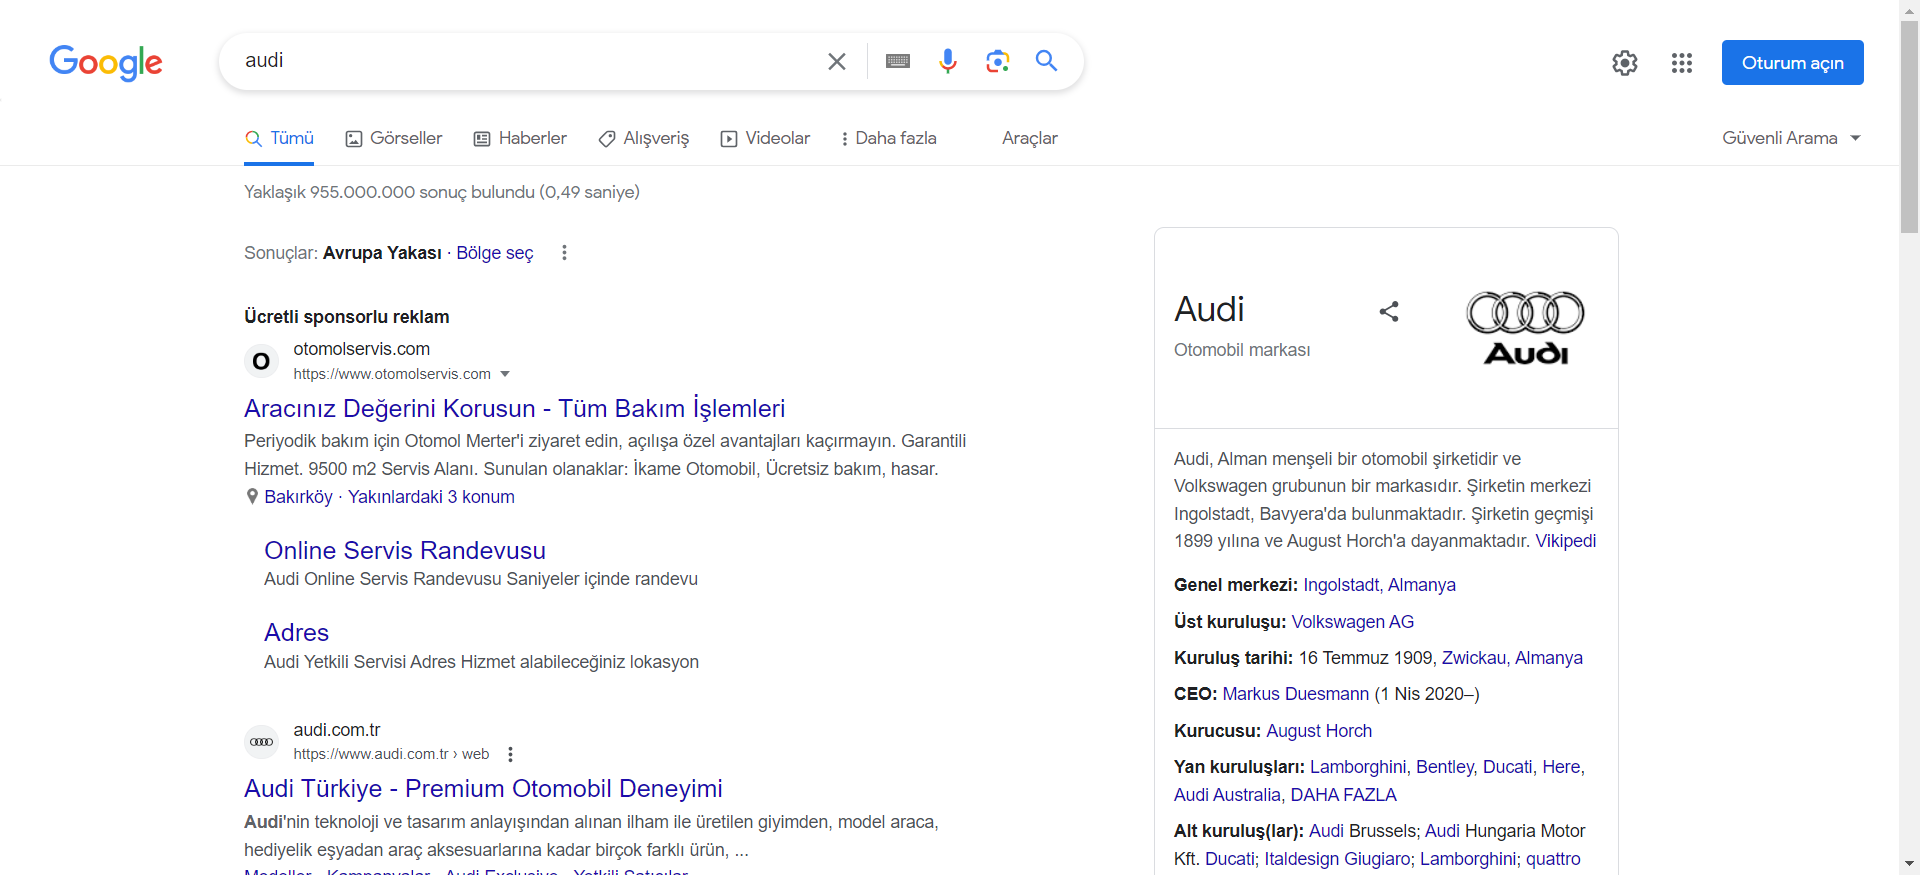 Google
audi
Oturum açın
Tümü
Görseller
Haberler
Alışveriş
Videolar
Daha fazla
Araçlar
Güvenli Arama
Yaklaşık 955.000.000 sonuç bulundu (0,49 saniye)
Sonuçlar: Avrupa Yakası · Bölge seç
Ücretli sponsorlu reklam
O
otomolservis.com
https://www.otomolservis.com
Aracınız Değerini Korusun - Tüm Bakım İşlemleri
Periyodik bakım için Otomol Merter'i ziyaret edin, açılışa özel avantajları kaçırmayın. Garantili
Hizmet. 9500 m2 Servis Alanı. Sunulan olanaklar: İkame Otomobil, Ücretsiz bakım, hasar.
Bakırköy · Yakınlardaki 3 konum
Online Servis Randevusu
Audi Online Servis Randevusu Saniyeler içinde randevu
Adres
Audi Yetkili Servisi Adres Hizmet alabileceğiniz lokasyon
audi.com.tr
https://www.audi.com.tr › web
Audi Türkiye - Premium Otomobil Deneyimi
Audi'nin teknoloji ve tasarım anlayışından alınan ilham ile üretilen giyimden, model araca,
hediyelik eşyadan araç aksesuarlarına kadar birçok farklı ürün, ...
Modeller · Kampanyalar · Audi Exclusive · Yetkili Satıcılar
Audi
Otomobil markası
Audi
Audi, Alman menşeli bir otomobil şirketidir ve
Volkswagen grubunun bir markasıdır. Şirketin merkezi
Ingolstadt, Bavyera'da bulunmaktadır. Şirketin geçmişi
1899 yılına ve August Horch'a dayanmaktadır. Vikipedi
Genel merkezi: Ingolstadt, Almanya
Üst kuruluşu: Volkswagen AG
Kuruluş tarihi: 16 Temmuz 1909, Zwickau, Almanya
CEO: Markus Duesmann (1 Nis 2020–)
Kurucusu: August Horch
Yan kuruluşları: Lamborghini, Bentley, Ducati, Here,
Audi Australia, DAHA FAZLA
Alt kuruluş(lar): Audi Brussels; Audi Hungaria Motor
Kft. Ducati; Italdesign Giugiaro; Lamborghini; quattro